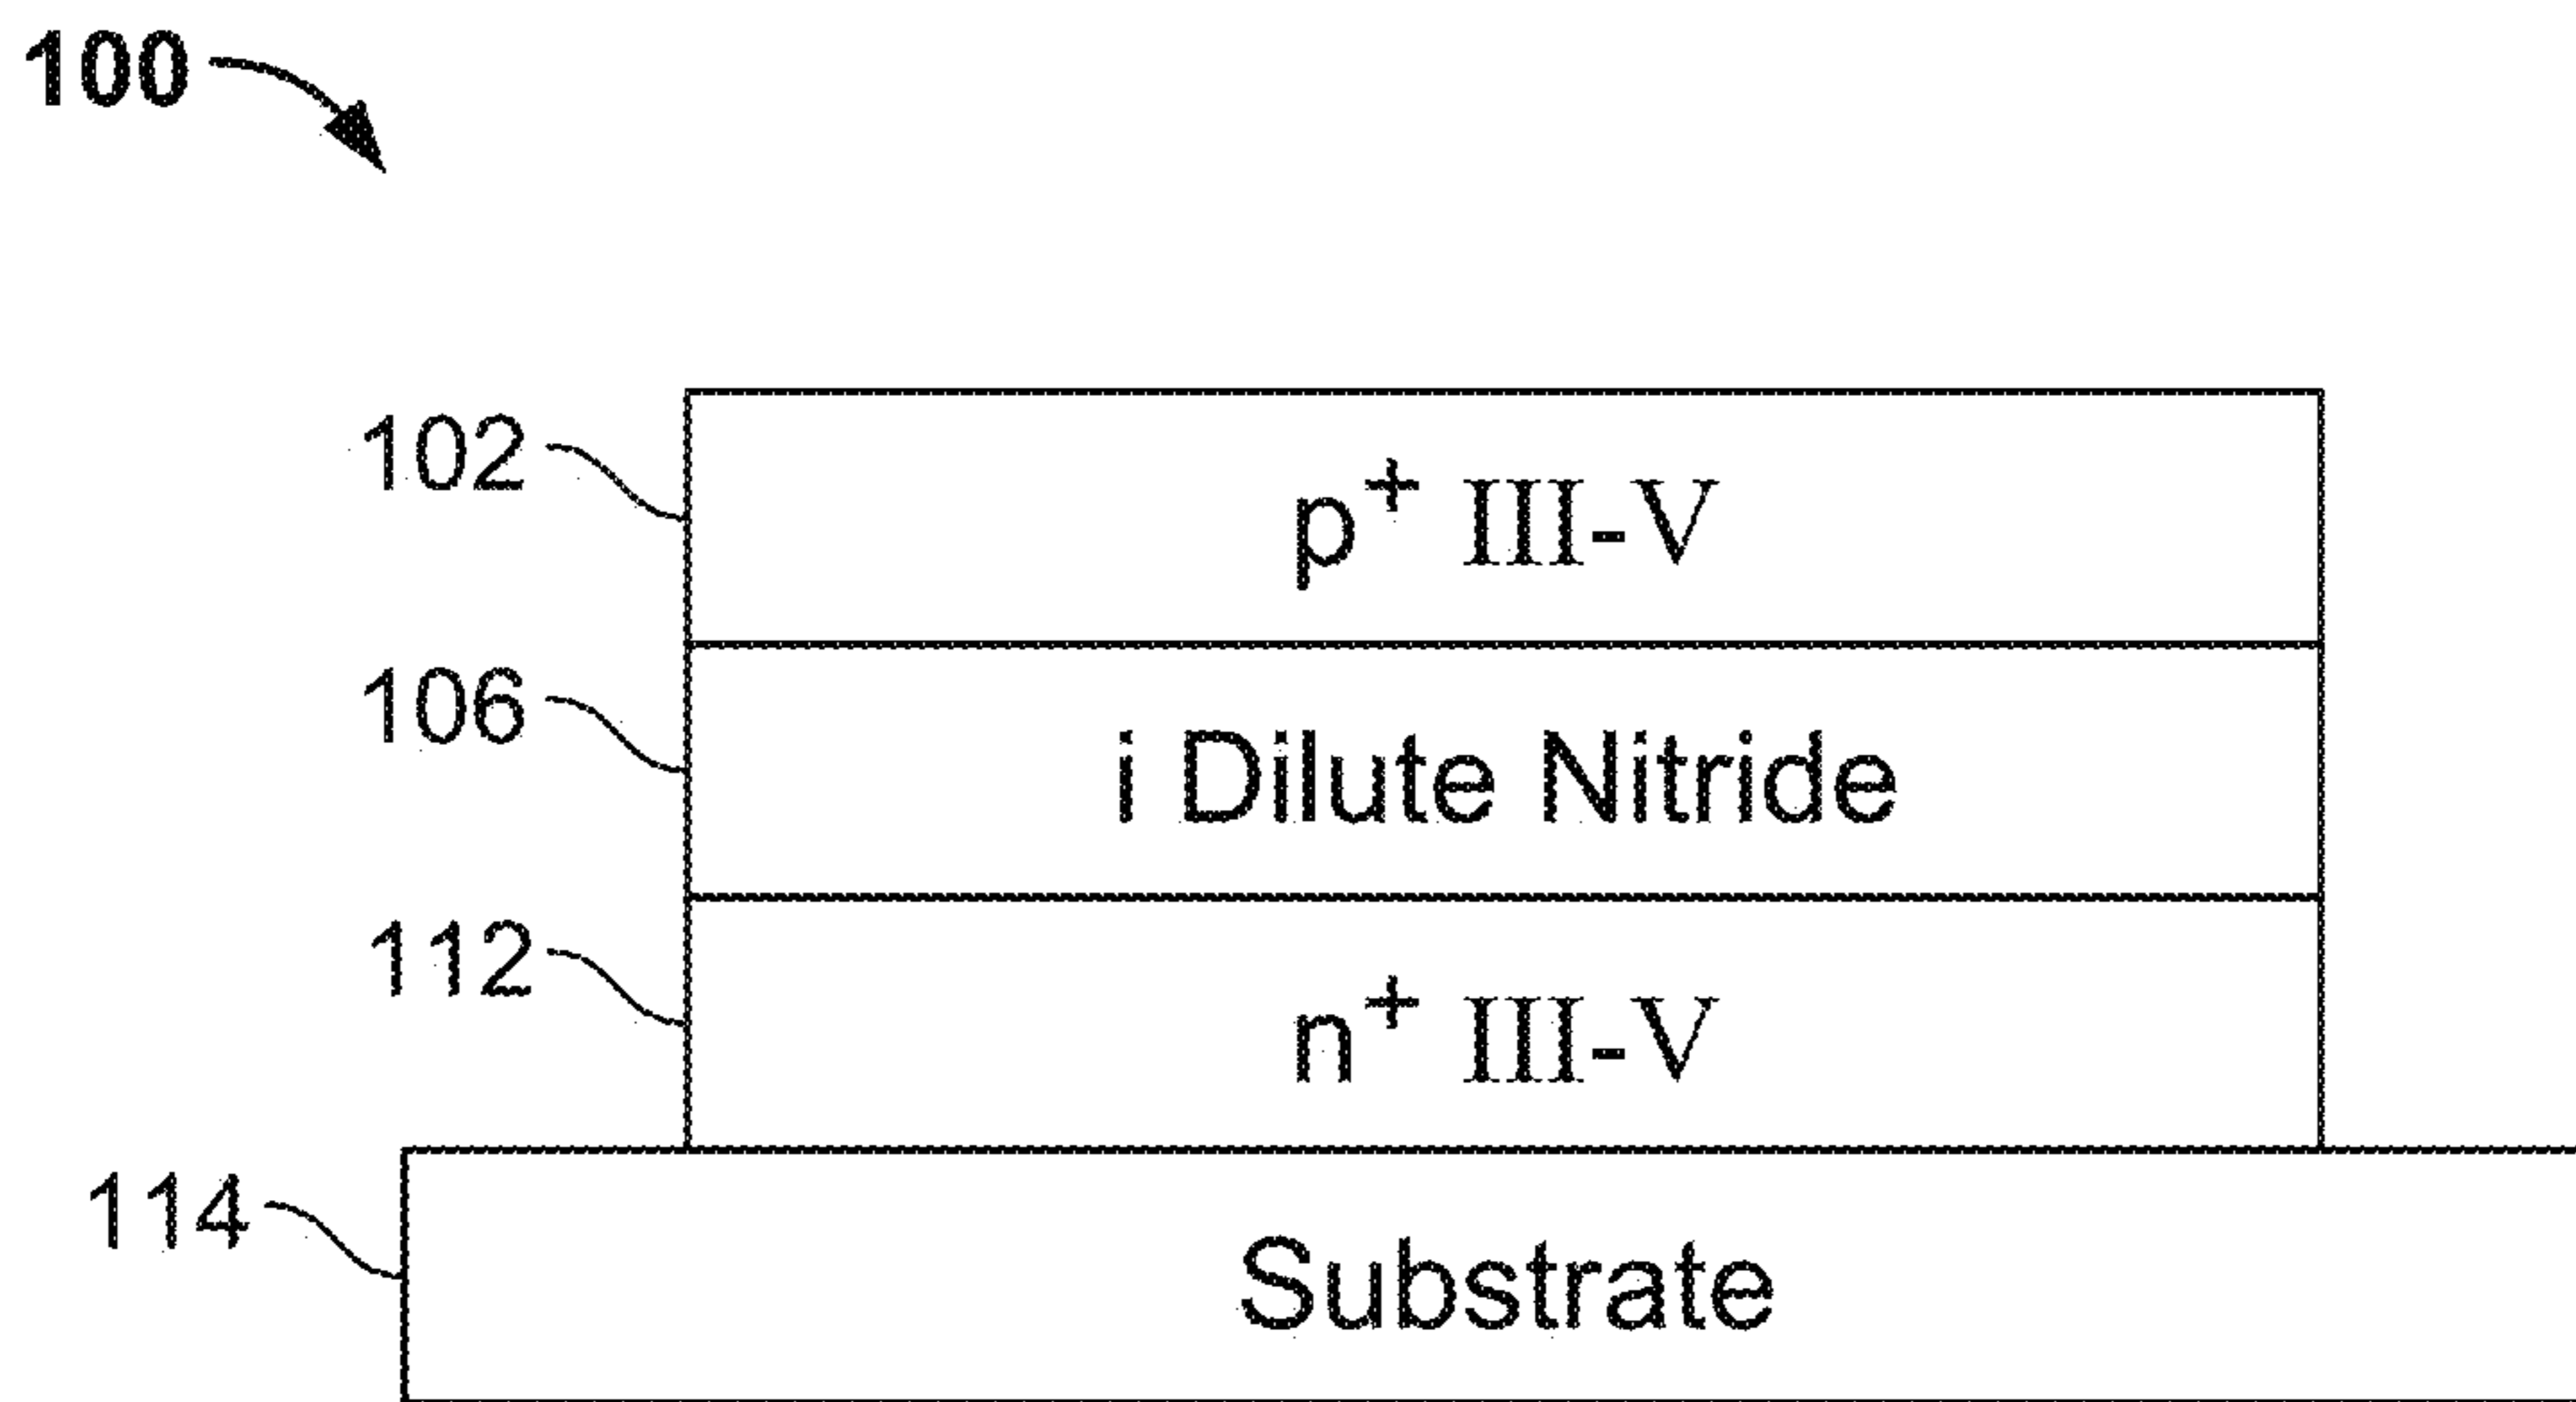 100
102
p+ III-V
106
i Dilute Nitride
112
n+ III-V
114
Substrate